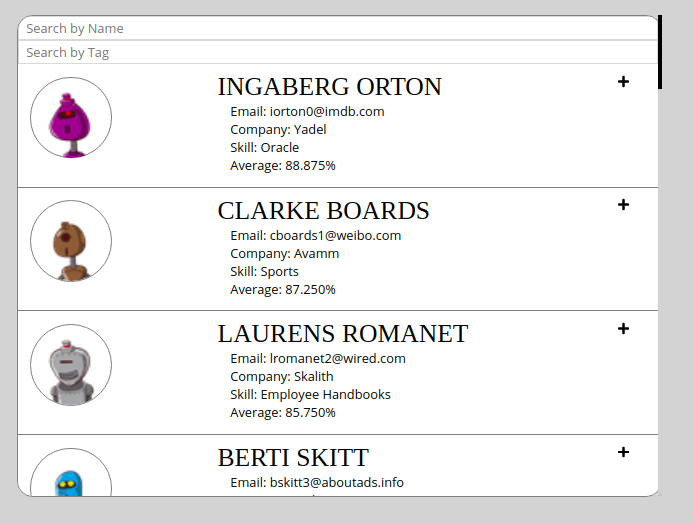 Search by Name
Search by Tag
INGABERG ORTON
+
Email: iorton0@imdb.com
Company: Yadel
Skill: Oracle
Average: 88.875%
CLARKE BOARDS
+
Email: cboards1@weibo.com
Company: Avamm
Skill: Sports
Average: 87.250%
LAURENS ROMANET
+
Email: lromanet2@wired.com
Company: Skalith
Skill: Employee Handbooks
Average: 85.750%
BERTI SKITT
+
Email: bskitt3@aboutads.info